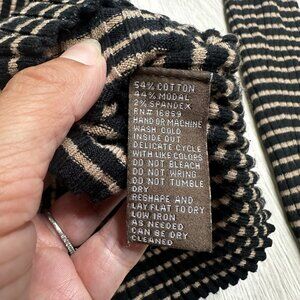 54% COTTON
44% MODAL
2% SPANDEX
RN# 16859
HAND OR MACHINE
WASH COLD
INSIDE OUT
DELICATE CYCLE
WITH LIKE COLORS
DO NOT BLEACH
DO NOT WRING
DO NOT TUMBLE
DRY
RESHAPE AND
LAY FLAT TO DRY
LOW IRON
AS NEEDED
CAN BE DRY
CLEANED